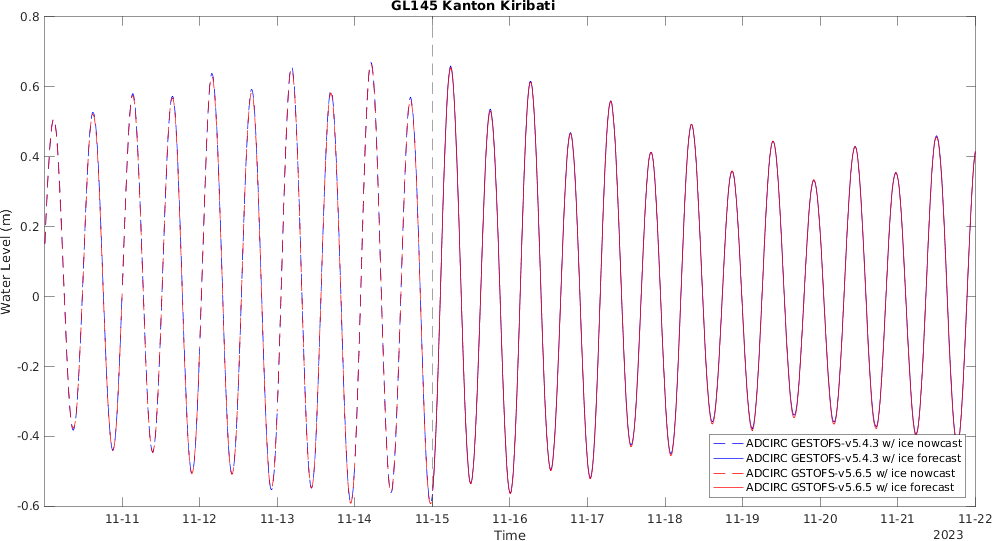 GL145 Kanton Kiribati
Water Level (m)
0.8
0.6
0.4
0.2
0
-0.2
-0.4
-0.6
ADCIRC GESTOFS-v5.4.3 w/ ice nowcast
ADCIRC GESTOFS-v5.4.3 w/ ice forecast
ADCIRC GSTOFS-v5.6.5 w/ ice nowcast
ADCIRC GSTOFS-v5.6.5 w/ ice forecast
11-11 11-12 11-13 11-14 11-15 11-16 11-17 11-18 11-19 11-20 11-21 11-22
Time
2023